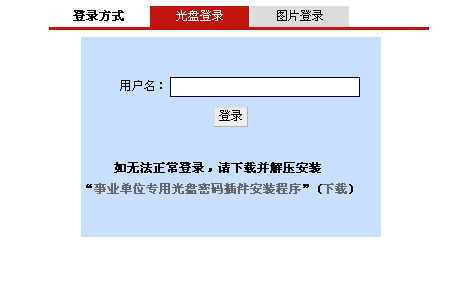 登录方式 光盘登录 图片登录
用户名：
登录
如无法正常登录，请下载并解压安装
“事业单位专用光盘密码插件安装程序”（下载）